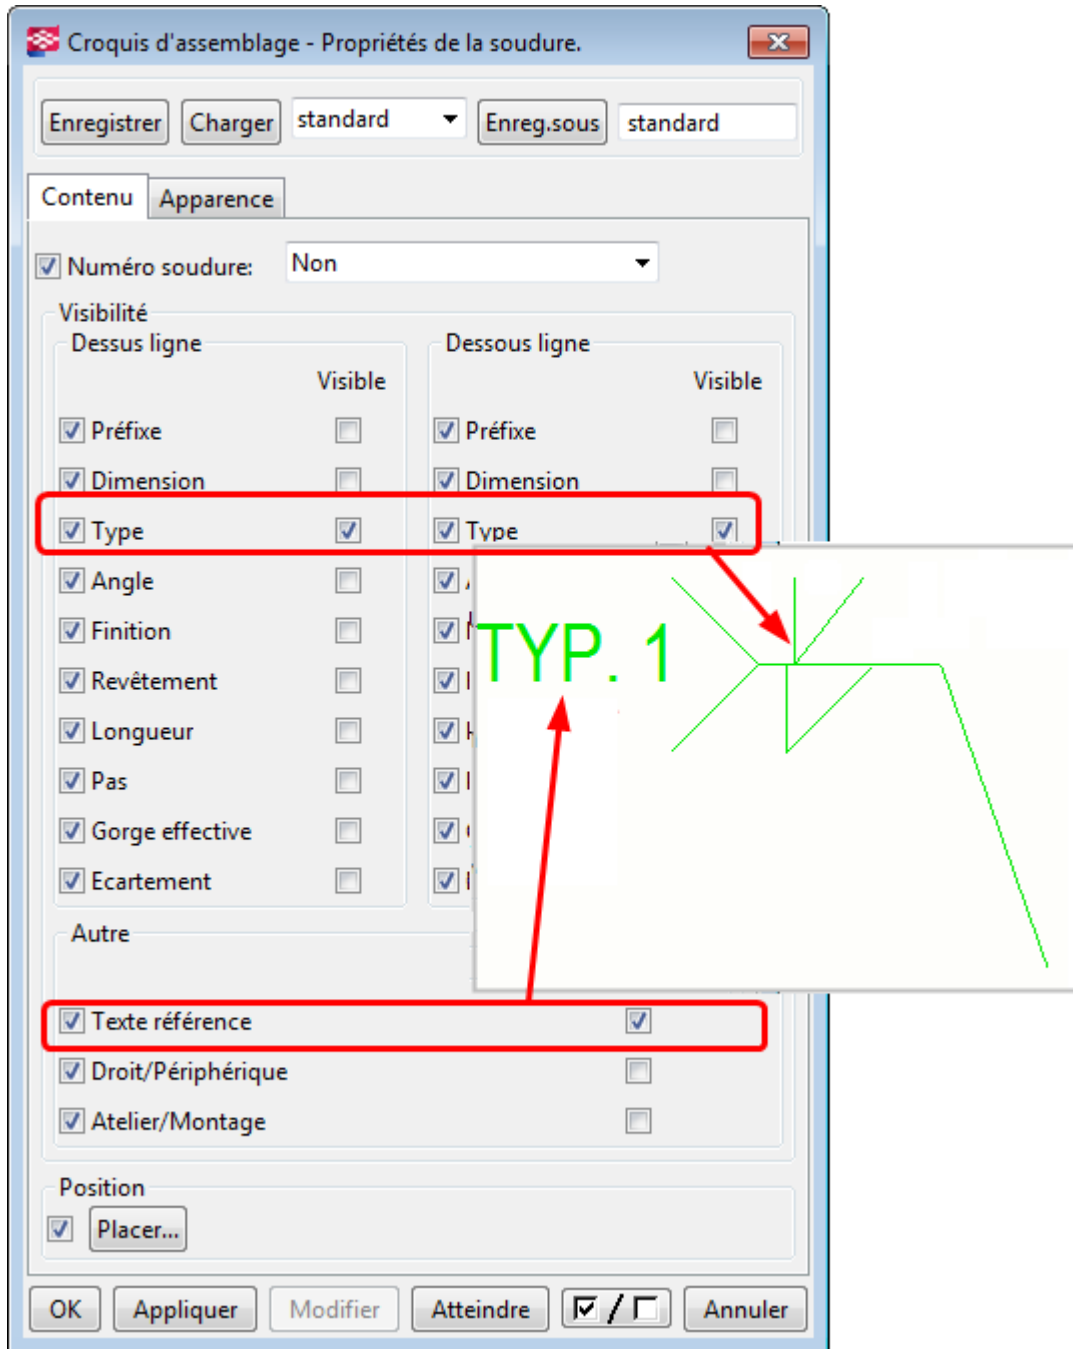 Croquis d'assemblage - Propriétés de la soudure.
Enregistrer Charger standard Enreg.sous standard
Contenu Apparence
Numéro soudure: Non
Visibilité
Dessus ligne Dessous ligne
Visible Visible
Préfixe Préfixe
Dimension Dimension
Type Type
Angle
Finition
TYP. 1
Revêtement
Longueur
Pas
Gorge effective
Ecartement
Autre
Texte référence
Droit/Périphérique
Atelier/Montage
Position
Placer...
OK Appliquer Modifier Atteindre / Annuler